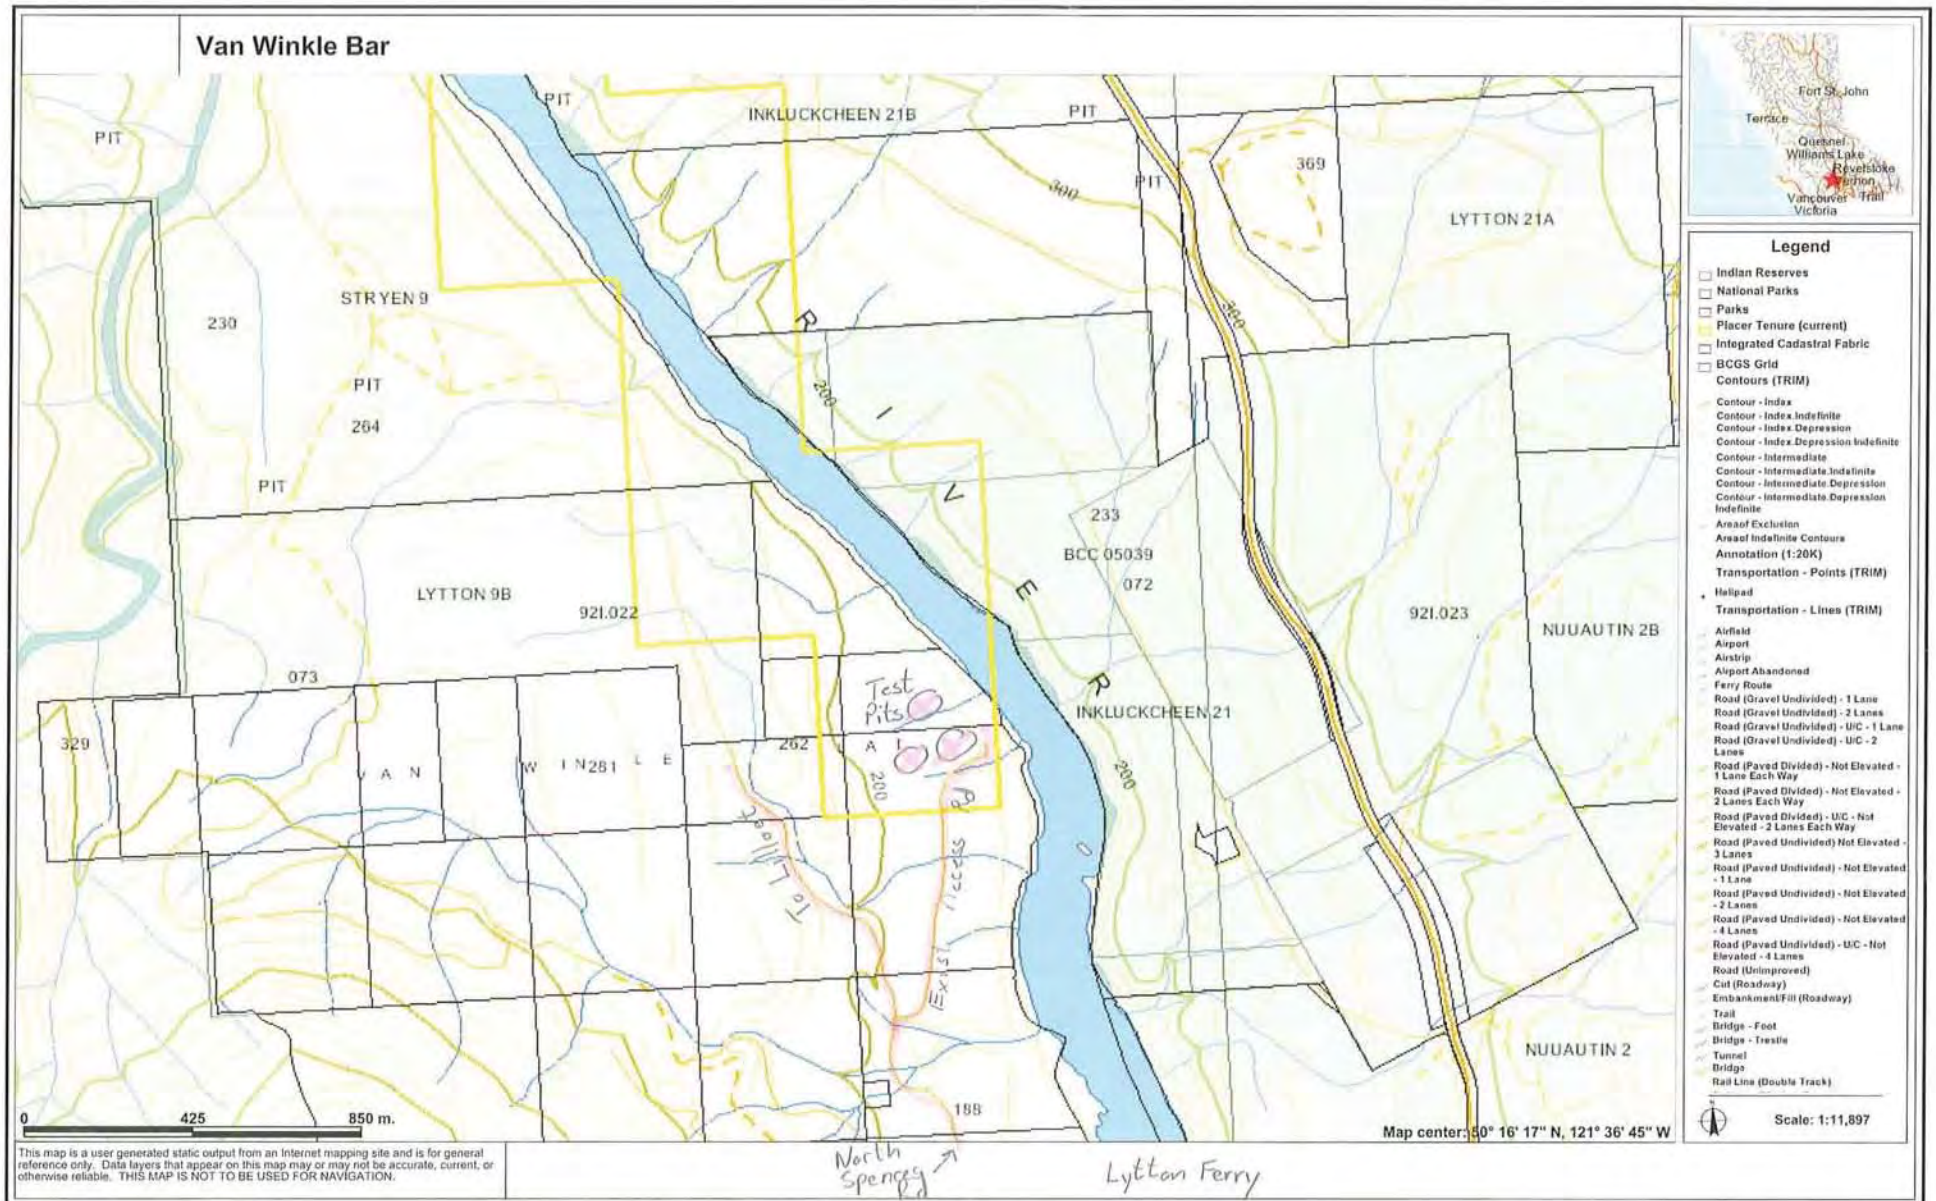 Van Winkle Bar
PIT
PIT
INKLUCKCHEEN 21B
PIT
369
PIT
300
LYTTON 21A
STRYEN 9
230
R
300
PIT
200
I
264
PIT
V
233
BCC 05039
072
E
LYTTON 9B
92I.022
92I.023
NUUAUTIN 2B
073
Test
Pits
R
INKLUCKCHEEN 21
329
262
A
V A N
W I N 281 L E
200
200
To Lillooet
Exist Access Rd
NUUAUTIN 2
188
0 425 850 m.
Map center: 50° 16' 17" N, 121° 36' 45" W
This map is a user generated static output from an Internet mapping site and is for general
reference only. Data layers that appear on this map may or may not be accurate, current, or
otherwise reliable. THIS MAP IS NOT TO BE USED FOR NAVIGATION.
North
Spencer
Rd
Lytton Ferry
Fort St. John
Terrace
Quesnel
Williams Lake
Revelstoke
Vernon
Vancouver Trail
Victoria
Legend
Indian Reserves
National Parks
Parks
Placer Tenure (current)
Integrated Cadastral Fabric
BCGS Grid
Contours (TRIM)
Contour - Index
Contour - Index.Indefinite
Contour - Index.Depression
Contour - Index.Depression Indefinite
Contour - Intermediate
Contour - Intermediate.Indefinite
Contour - Intermediate.Depression
Contour - Intermediate.Depression
Indefinite
Areaof Exclusion
Areaof Indefinite Contours
Annotation (1:20K)
Transportation - Points (TRIM)
Helipad
Transportation - Lines (TRIM)
Airfield
Airport
Airstrip
Airport Abandoned
Ferry Route
Road (Gravel Undivided) - 1 Lane
Road (Gravel Undivided) - 2 Lanes
Road (Gravel Undivided) - U/C - 1 Lane
Road (Gravel Undivided) - U/C - 2
Lanes
Road (Paved Divided) - Not Elevated -
1 Lane Each Way
Road (Paved Divided) - Not Elevated -
2 Lanes Each Way
Road (Paved Divided) - U/C - Not
Elevated - 2 Lanes Each Way
Road (Paved Undivided) Not Elevated -
3 Lanes
Road (Paved Undivided) - Not Elevated
- 1 Lane
Road (Paved Undivided) - Not Elevated
- 2 Lanes
Road (Paved Undivided) - Not Elevated
- 4 Lanes
Road (Paved Undivided) - U/C - Not
Elevated - 4 Lanes
Road (Unimproved)
Cut (Roadway)
Embankment/Fill (Roadway)
Trail
Bridge - Foot
Bridge - Trestle
Tunnel
Bridge
Rail Line (Double Track)
Scale: 1:11,897